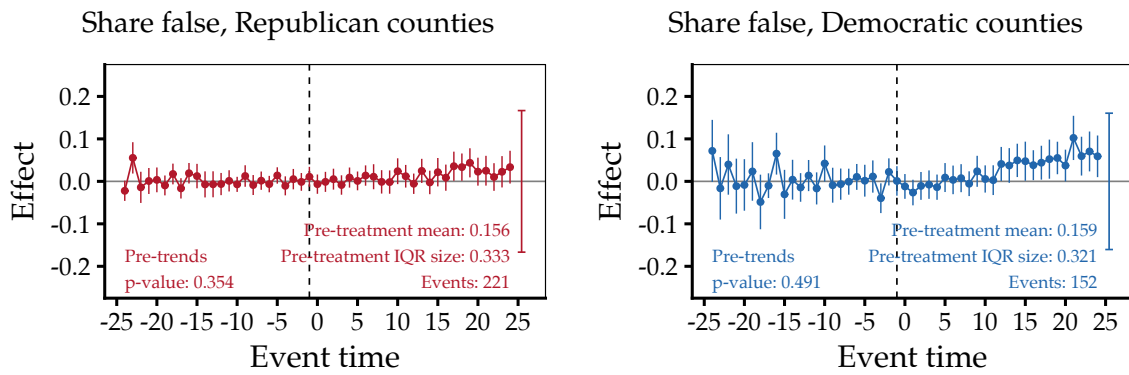 Share false, Republican counties
Effect
0.2
0.1
0.0
-0.1
-0.2
Pre-treatment mean: 0.156
Pre-trends
Pre-treatment IQR size: 0.333
p-value: 0.354
Events: 221
-25 -20 -15 -10 -5 0 5 10 15 20 25
Event time
Share false, Democratic counties
Effect
0.2
0.1
0.0
-0.1
-0.2
Pre-treatment mean: 0.159
Pre-trends
Pre-treatment IQR size: 0.321
p-value: 0.491
Events: 152
-25 -20 -15 -10 -5 0 5 10 15 20 25
Event time